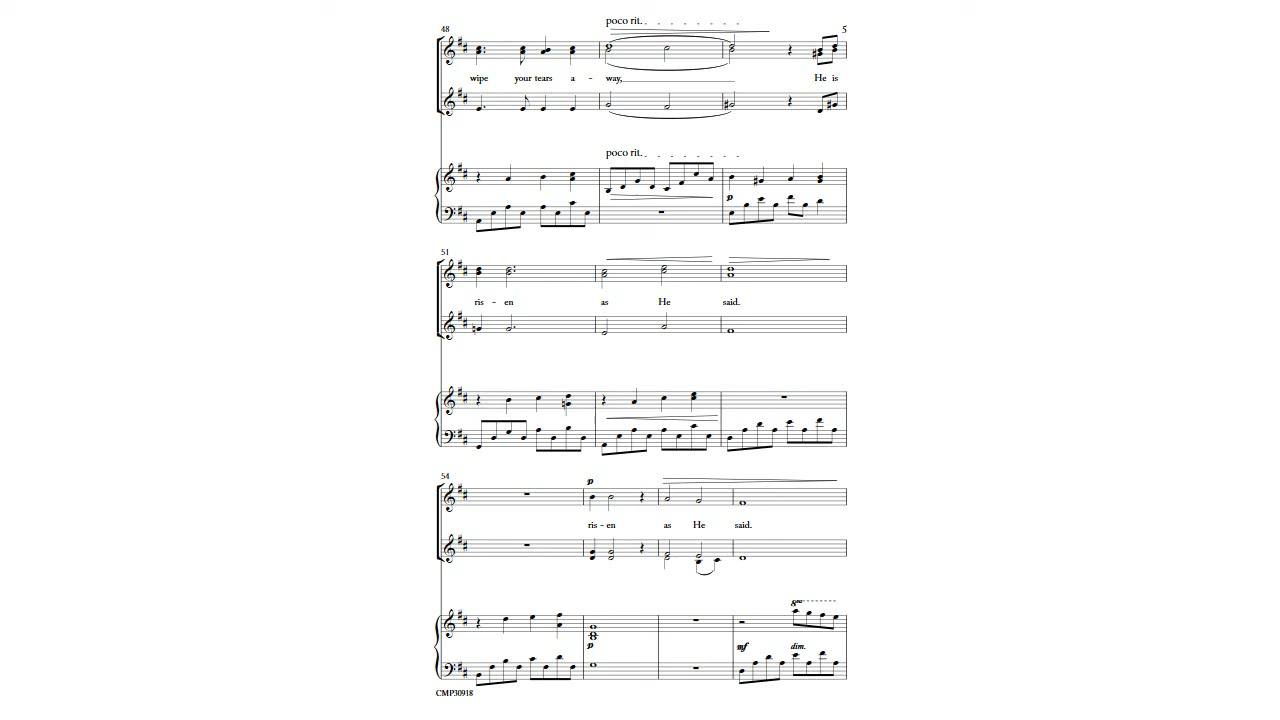 poco rit.
48
5
wipe your tears a - way, He is
poco rit.
p
51
ris - en as He said.
54
p
ris - en as He said.
8va
p mf dim.
CMP30918